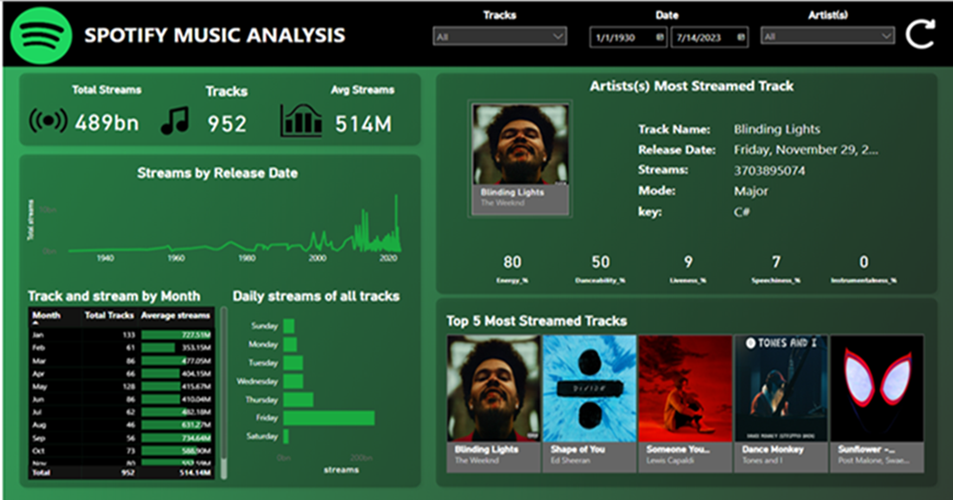 SPOTIFY MUSIC ANALYSIS
Tracks
All
Date
1/1/1930 7/14/2023
Artist(s)
All
Total Streams
489bn
Tracks
952
Avg Streams
514M
Streams by Release Date
Total streams
1940 1960 1980 2000 2020
Track and stream by Month
Month Total Tracks Average streams
Jan 133 727.51M
Feb 61 353.15M
Mar 86 477.05M
Apr 66 404.15M
May 128 415.67M
Jun 86 410.04M
Jul 62 482.18M
Aug 46 631.27M
Sep 56 734.64M
Oct 73 588.90M
Nov 80
Total 952 514.14M
Daily streams of all tracks
Sunday
Monday
Tuesday
Wednesday
Thursday
Friday
Saturday
0bn 200bn
streams
Artists(s) Most Streamed Track
Blinding Lights
The Weeknd
Track Name: Blinding Lights
Release Date: Friday, November 29, 2...
Streams: 3703895074
Mode: Major
key: C#
80 50 9 7 0
Energy_% Danceability_% Liveness_% Speechiness_% Instrumentalness_%
Top 5 Most Streamed Tracks
DIVIDE
TONES AND I
Blinding Lights
The Weeknd
Shape of You
Ed Sheeran
Someone You...
Lewis Capaldi
Dance Monkey
Tones and I
Sunflower -...
Post Malone, Swae...